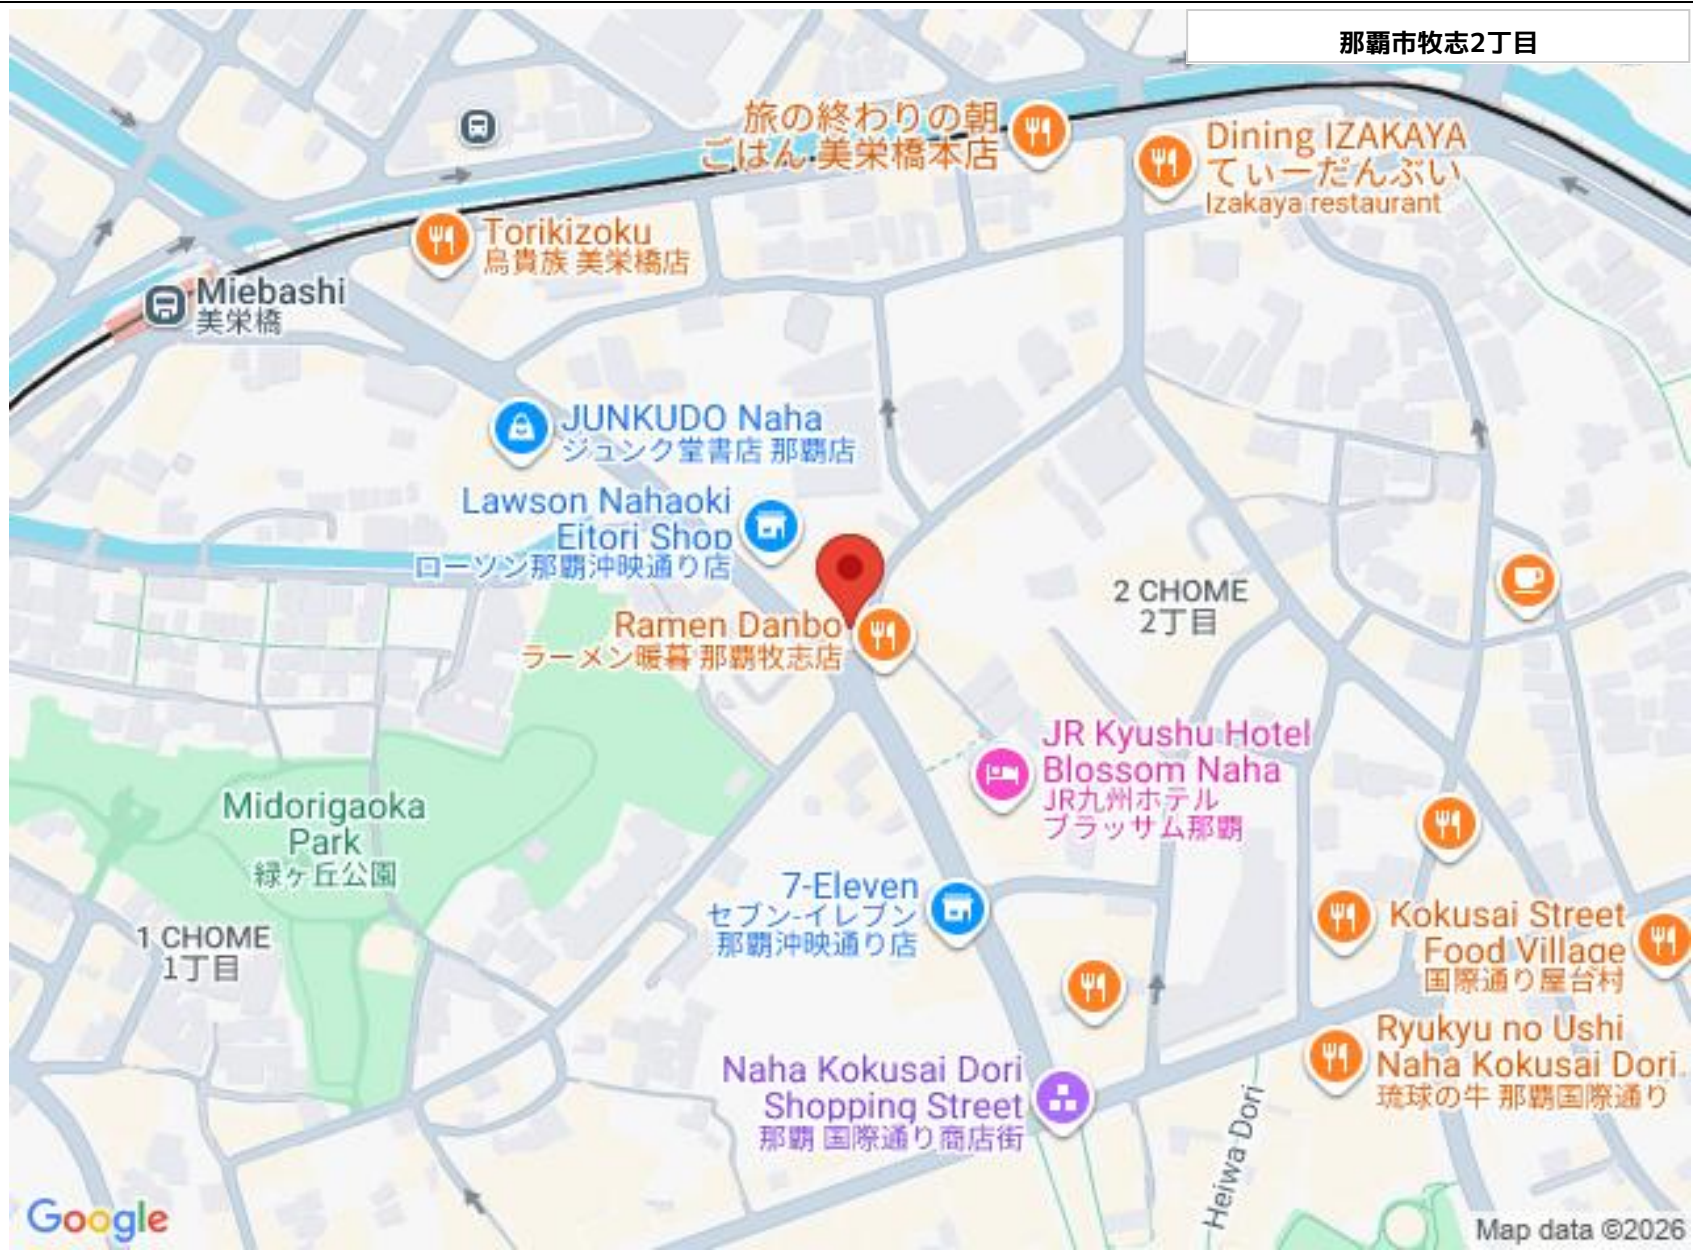 那覇市牧志2丁目
旅の終わりの朝
ごはん 美栄橋本店
Dining IZAKAYA
てぃーだんぶい
Izakaya restaurant
Torikizoku
鳥貴族 美栄橋店
Miebashi
美栄橋
JUNKUDO Naha
ジュンク堂書店 那覇店
Lawson Nahaoki
Eitori Shop
ローソン那覇沖映通り店
Ramen Danbo
ラーメン暖暮 那覇牧志店
2 CHOME
2丁目
JR Kyushu Hotel
Blossom Naha
JR九州ホテル
ブラッサム那覇
Midorigaoka
Park
緑ヶ丘公園
7-Eleven
セブン-イレブン
那覇沖映通り店
1 CHOME
1丁目
Kokusai Street
Food Village
国際通り屋台村
Ryukyu no Ushi
Naha Kokusai Dori.
琉球の牛 那覇国際通り
Naha Kokusai Dori
Shopping Street
那覇 国際通り商店街
Heiwa Dori
Google
Map data ©2026